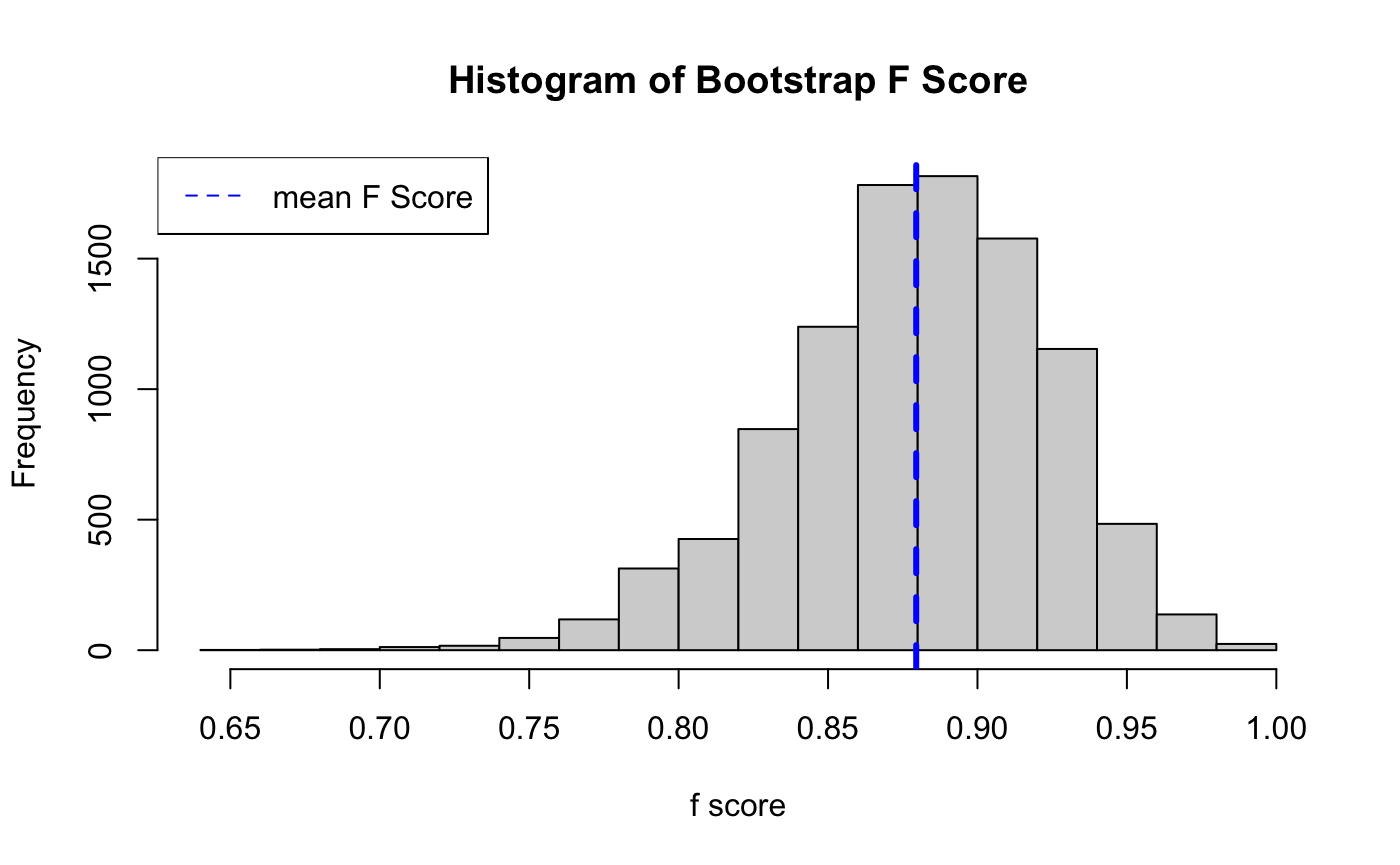 Histogram of Bootstrap F Score
mean F Score
Frequency
1500
1000
500
0
0.65 0.70 0.75 0.80 0.85 0.90 0.95 1.00
f score